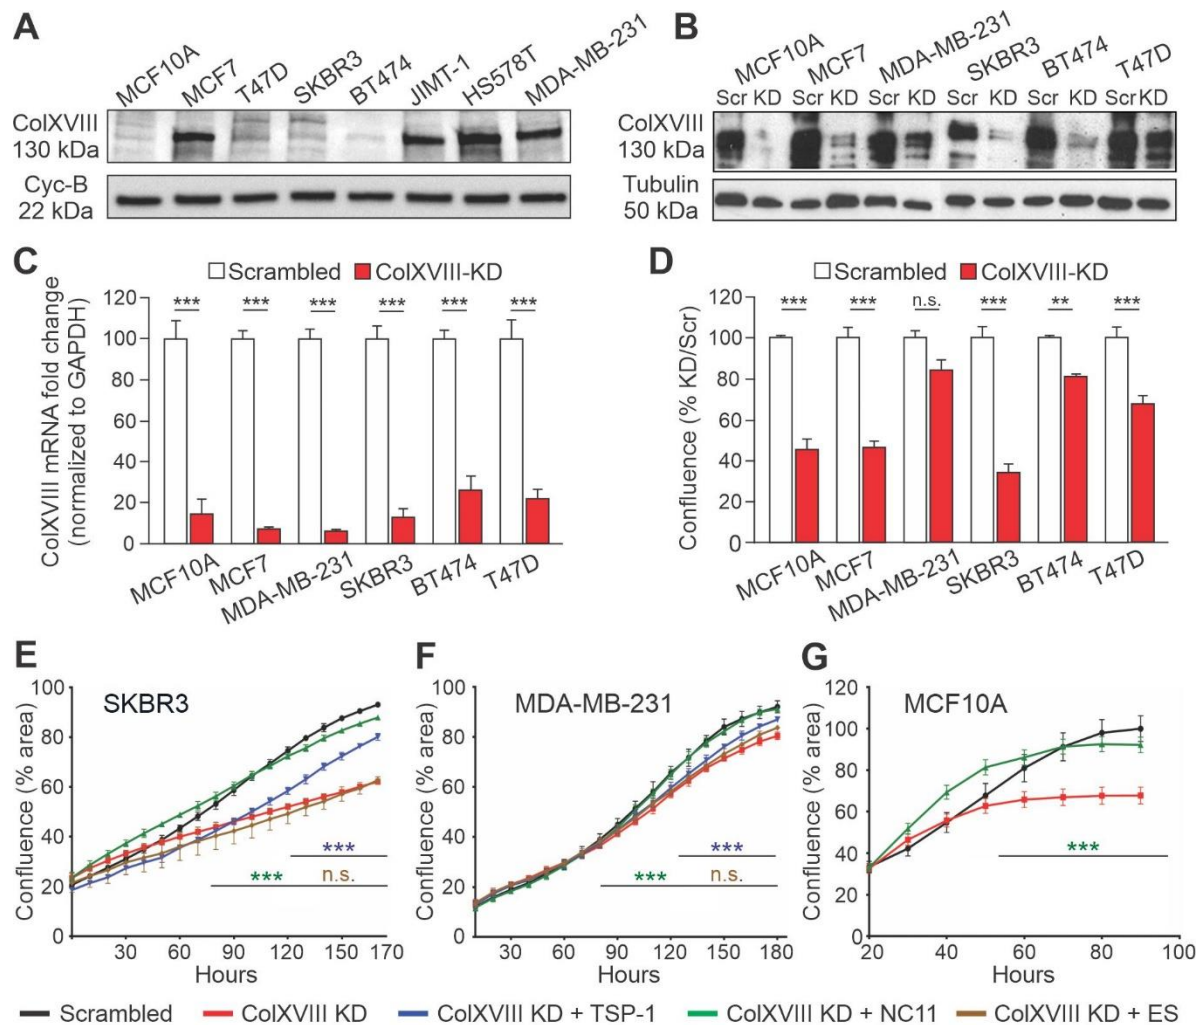 A
MCF10A MCF7 T47D SKBR3 BT474 JIMT-1 HS578T MDA-MB-231
ColXVIII
130 kDa
Cyc-B
22 kDa
B
MCF10A MCF7 MDA-MB-231 SKBR3 BT474 T47D
Scr KD Scr KD Scr KD Scr KD Scr KD Scr KD
ColXVIII
130 kDa
Tubulin
50 kDa
C
Scrambled ColXVIII-KD
ColXVIII mRNA fold change
(normalized to GAPDH)
120
100
80
60
40
20
0
*** *** *** *** *** ***
MCF10A MCF7 MDA-MB-231 SKBR3 BT474 T47D
D
Scrambled ColXVIII-KD
Confluence (% KD/Scr)
120
100
80
60
40
20
0
*** *** n.s. *** ** ***
MCF10A MCF7 MDA-MB-231 SKBR3 BT474 T47D
E
SKBR3
Confluence (% area)
100
80
60
40
20
0
***
*** n.s.
30 60 90 120 150 170
Hours
F
MDA-MB-231
Confluence (% area)
100
80
60
40
20
0
***
*** n.s.
30 60 90 120 150 180
Hours
G
MCF10A
Confluence (% area)
120
100
80
60
40
20
0
***
20 40 60 80 100
Hours
Scrambled ColXVIII KD ColXVIII KD + TSP-1 ColXVIII KD + NC11 ColXVIII KD + ES